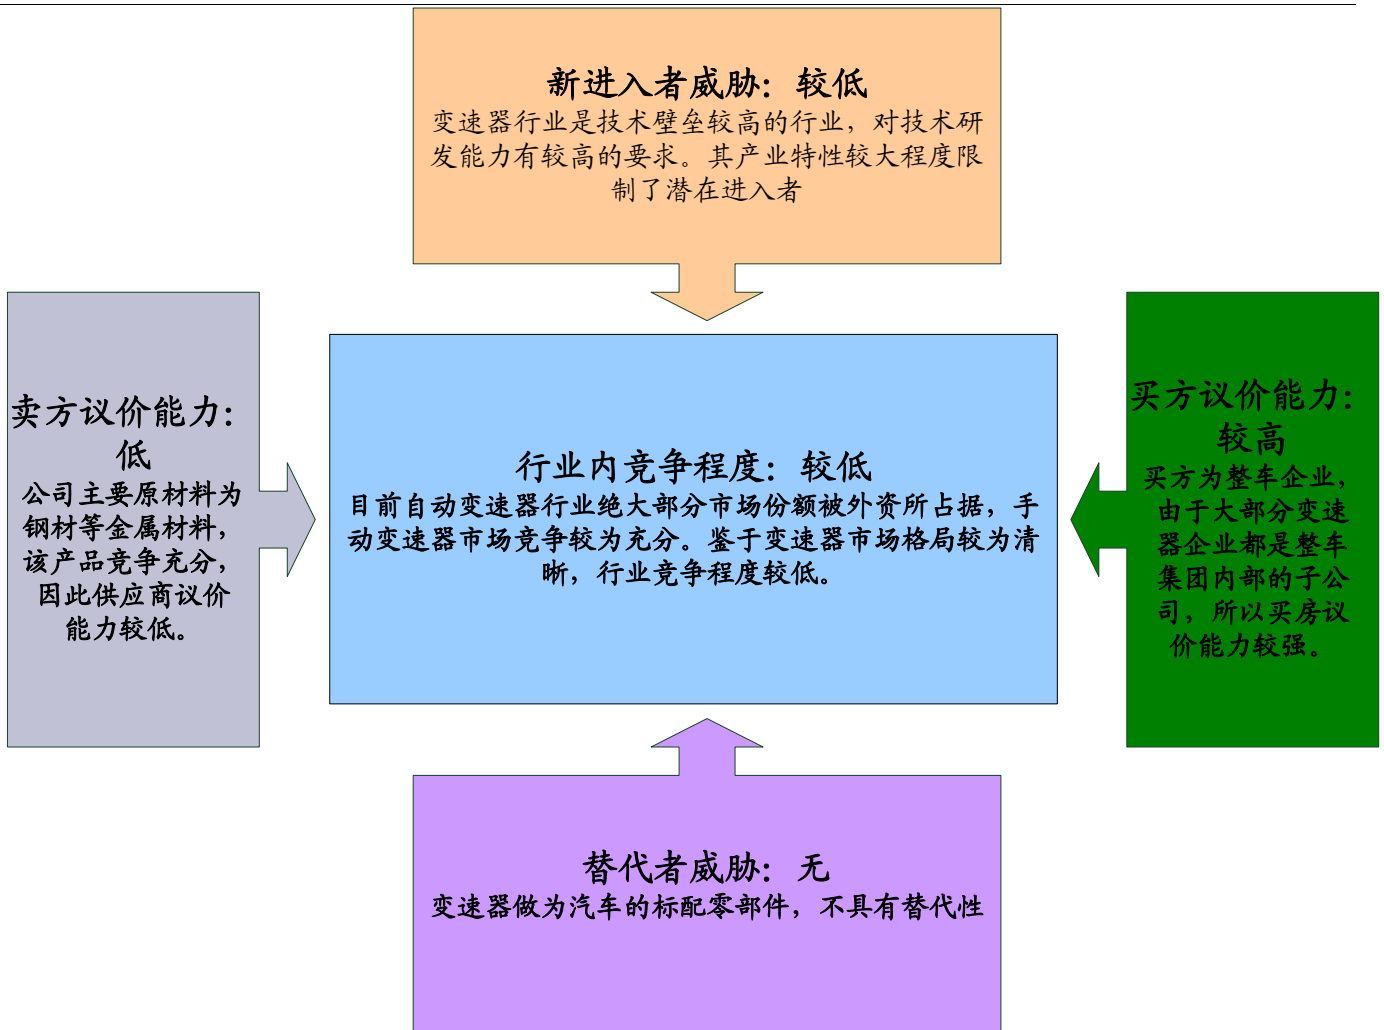 新进入者威胁：较低
变速器行业是技术壁垒较高的行业，对技术研
发能力有较高的要求。其产业特性较大程度限
制了潜在进入者
卖方议价能力：
低
公司主要原材料为
钢材等金属材料，
该产品竞争充分，
因此供应商议价
能力较低。
行业内竞争程度：较低
目前自动变速器行业绝大部分市场份额被外资所占据，手
动变速器市场竞争较为充分。鉴于变速器市场格局较为清
晰，行业竞争程度较低。
买方议价能力：
较高
买方为整车企业，
由于大部分变速
器企业都是整车
集团内部的子公
司，所以买房议
价能力较强。
替代者威胁：无
变速器做为汽车的标配零部件，不具有替代性